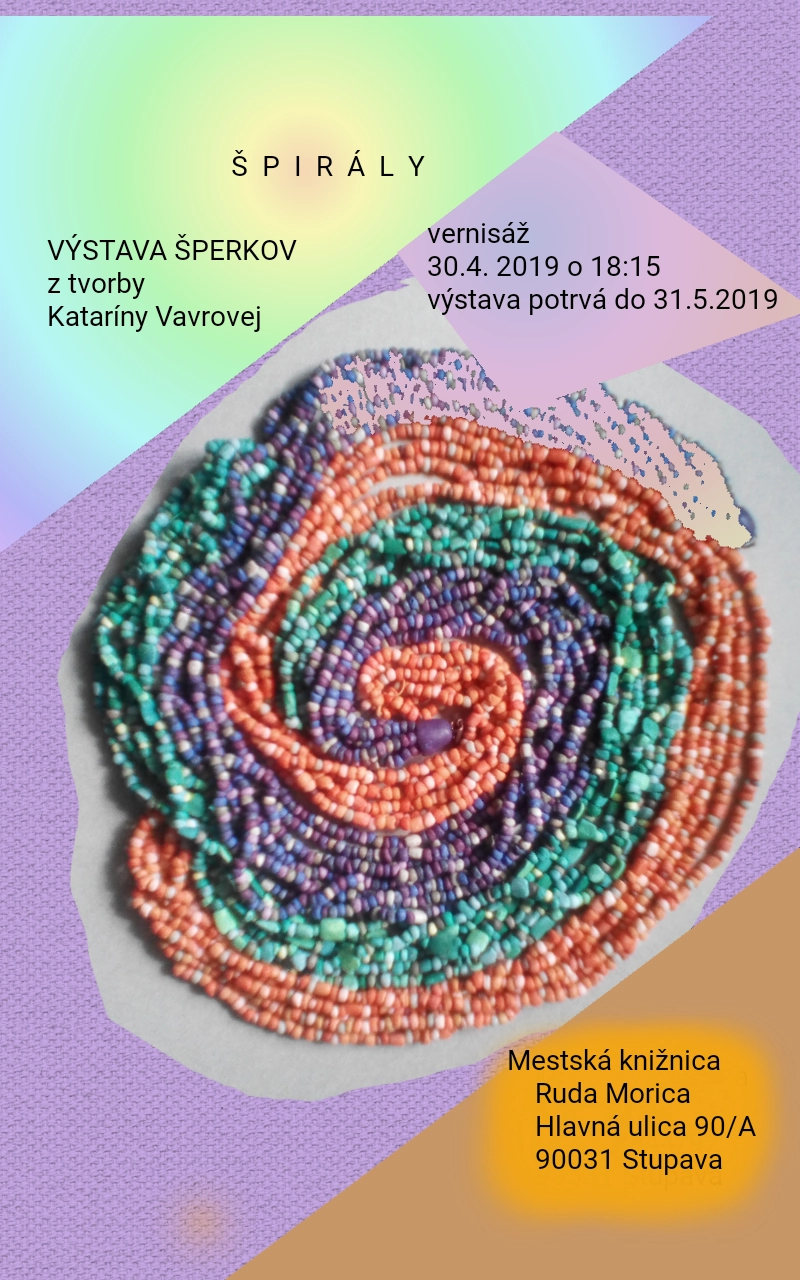 Š P I R Á L Y
VÝSTAVA ŠPERKOV
z tvorby
Kataríny Vavrovej
vernisáž
30.4. 2019 o 18:15
výstava potrvá do 31.5.2019
Mestská knižnica
Ruda Morica
Hlavná ulica 90/A
90031 Stupava